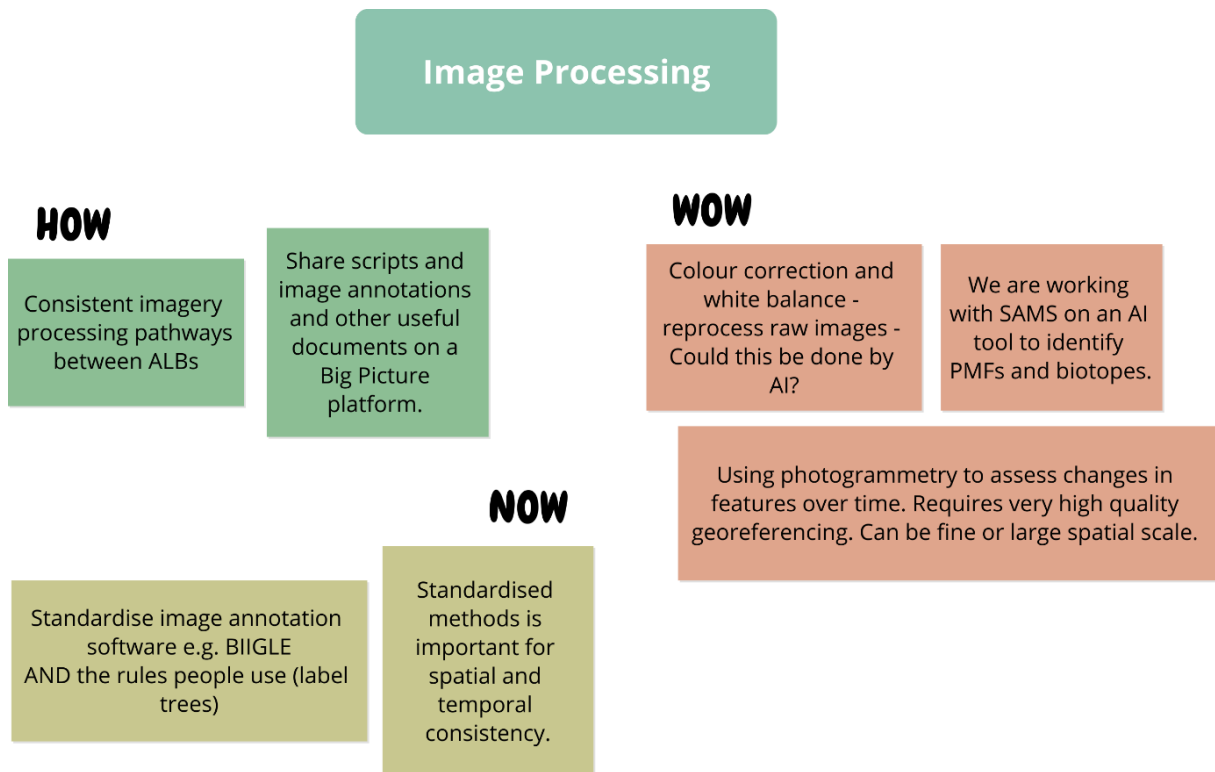 Image Processing
HOW
Consistent imagery
processing pathways
between ALBs
Share scripts and
image annotations
and other useful
documents on a
Big Picture
platform.
WOW
Colour correction and
white balance -
reprocess raw images -
Could this be done by
AI?
We are working
with SAMS on an AI
tool to identify
PMFs and biotopes.
Using photogrammetry to assess changes in
features over time. Requires very high quality
georeferencing. Can be fine or large spatial scale.
NOW
Standardise image annotation
software e.g. BIIGLE
AND the rules people use (label
trees)
Standardised
methods is
important for
spatial and
temporal
consistency.